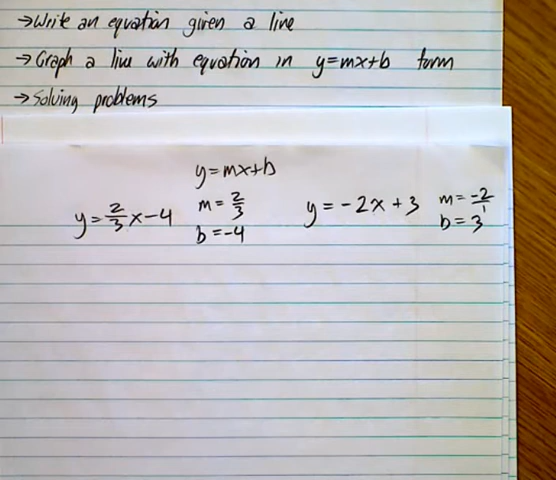 →Write an equation given a line
→Graph a line with equation in y=mx+b form
→Solving problems
y=mx+b
y=2/3x-4
m=2/3
b=-4
y=-2x+3
m=-2/1
b=3